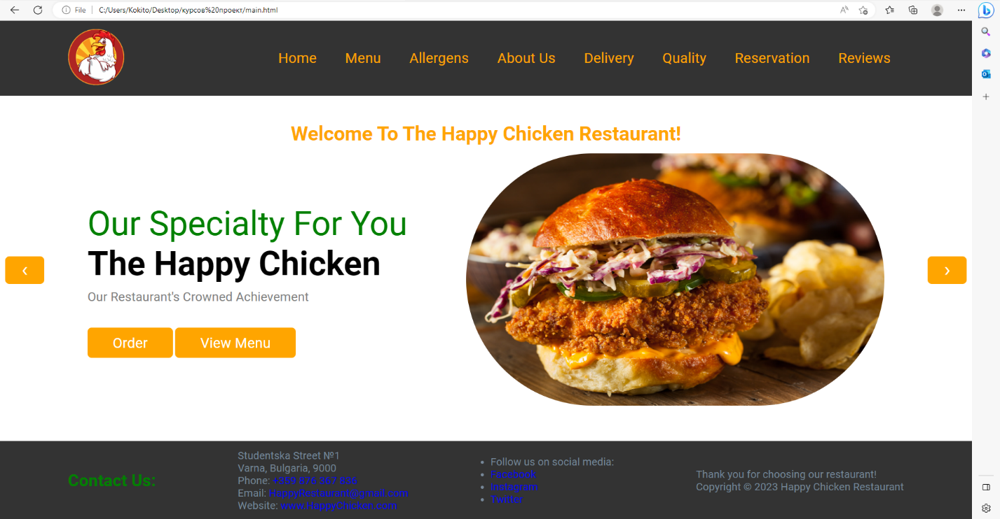 File
C:/Users/Kokito/Desktop/курсов%20проект/main.html
Home Menu Allergens About Us Delivery Quality Reservation Reviews
Welcome To The Happy Chicken Restaurant!
Our Specialty For You
The Happy Chicken
Our Restaurant's Crowned Achievement
Order View Menu
Contact Us:
Studentska Street №1
Varna, Bulgaria, 9000
Phone: +359 876 367 836
Email: HappyRestaurant@gmail.com
Website: www.HappyChicken.com
Follow us on social media:
Facebook
Instagram
Twitter
Thank you for choosing our restaurant!
Copyright © 2023 Happy Chicken Restaurant